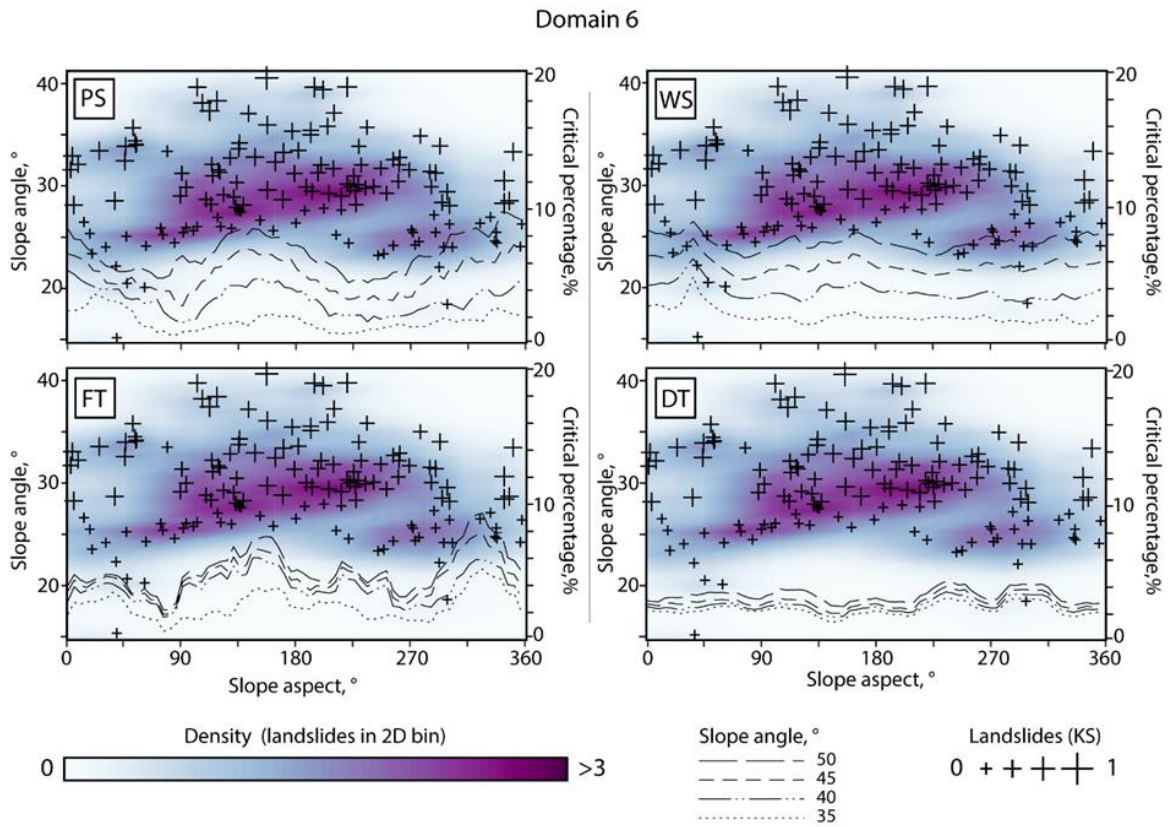 Domain 6
PS
WS
40
30
20
Slope angle, °
20
10
0
Critical percentage,%
40
30
20
Slope angle, °
20
10
0
Critical percentage,%
FT
DT
40
30
20
Slope angle, °
20
10
0
Critical percentage,%
40
30
20
Slope angle, °
20
10
0
Critical percentage,%
0 90 180 270 360
Slope aspect, °
0 90 180 270 360
Slope aspect, °
Density (landslides in 2D bin)
0 >3
Slope angle, °
50
45
40
35
Landslides (KS)
0 1